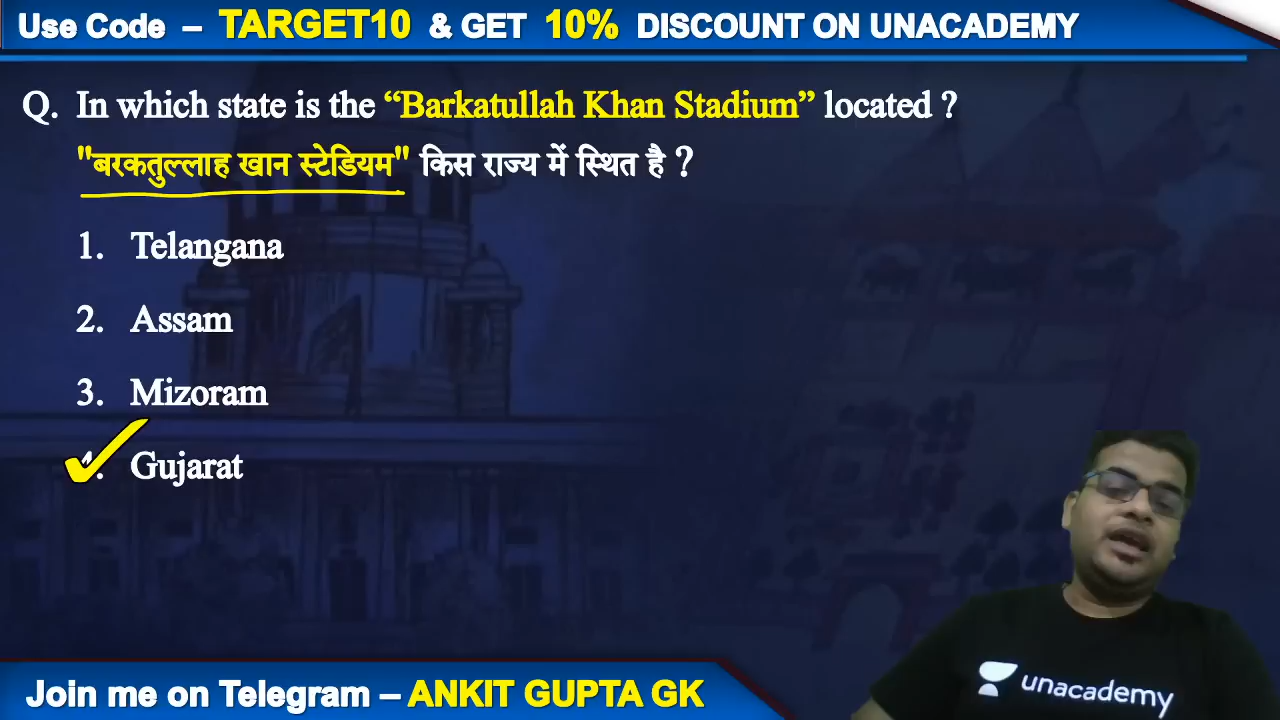 Use Code – TARGET10 & GET 10% DISCOUNT ON UNACADEMY
Q. In which state is the “Barkatullah Khan Stadium” located ?
"बरकतुल्लाह खान स्टेडियम" किस राज्य में स्थित है ?
1. Telangana
2. Assam
3. Mizoram
4. Gujarat
unacademy
Join me on Telegram – ANKIT GUPTA GK